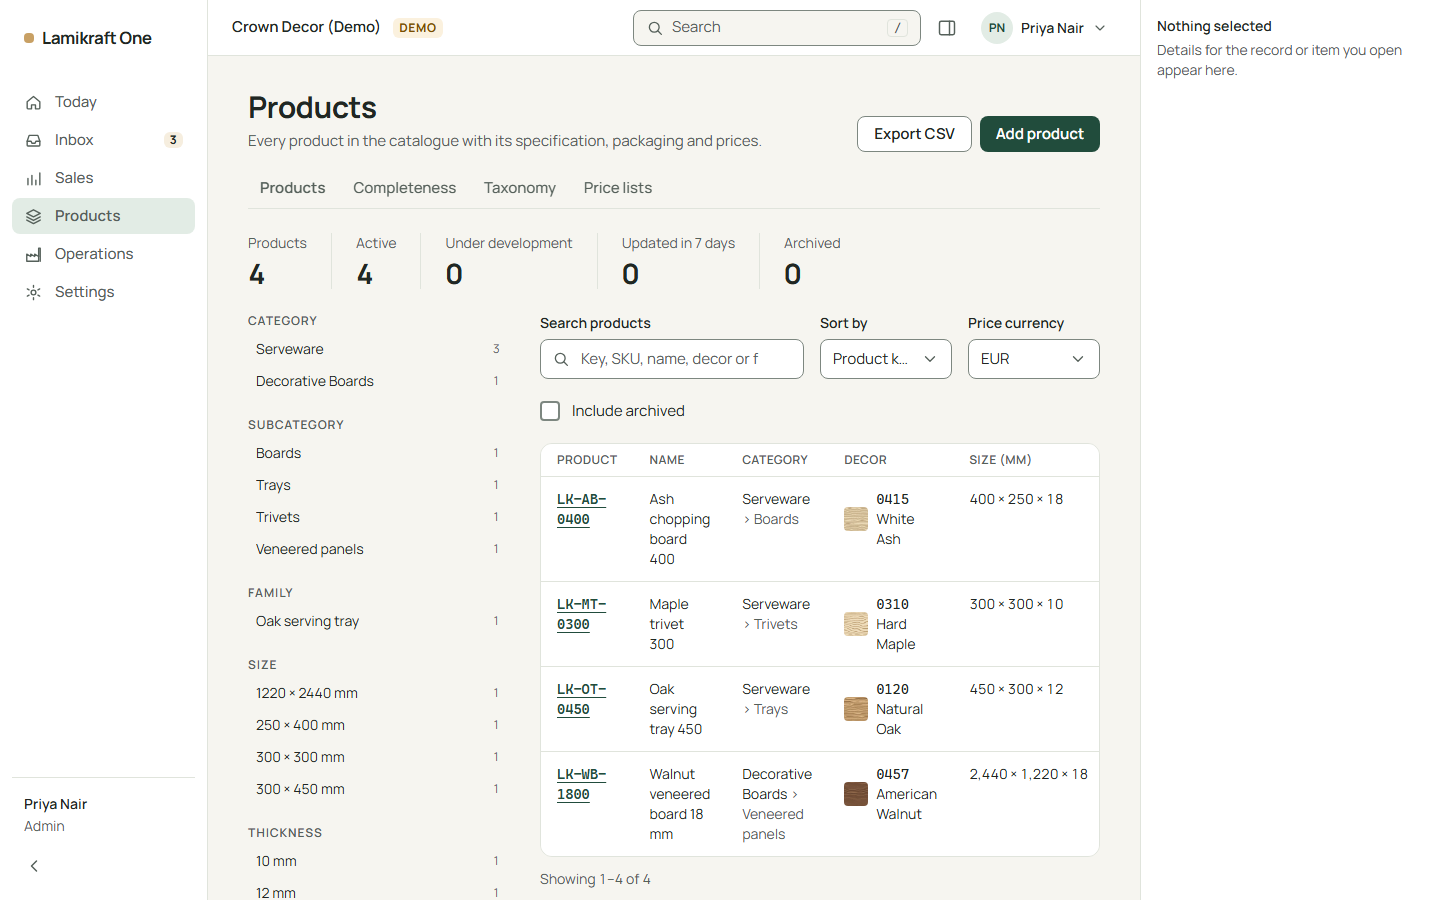 Lamikraft One
Today
Inbox 3
Sales
Products
Operations
Settings
Priya Nair
Admin
Crown Decor (Demo) DEMO
Search /
PN Priya Nair
Products
Every product in the catalogue with its specification, packaging and prices.
Export CSV Add product
Products Completeness Taxonomy Price lists
Products Active Under development Updated in 7 days Archived
4 4 0 0 0
CATEGORY
Serveware 3
Decorative Boards 1
SUBCATEGORY
Boards 1
Trays 1
Trivets 1
Veneered panels 1
FAMILY
Oak serving tray 1
SIZE
1220 × 2440 mm 1
250 × 400 mm 1
300 × 300 mm 1
300 × 450 mm 1
THICKNESS
10 mm 1
12 mm 1
Search products Sort by Price currency
Key, SKU, name, decor or f Product k... EUR
Include archived
PRODUCT NAME CATEGORY DECOR SIZE (MM)
LK-AB-
0400
Ash
chopping
board
400
Serveware
› Boards
0415
White
Ash
400 × 250 × 18
LK-MT-
0300
Maple
trivet
300
Serveware
› Trivets
0310
Hard
Maple
300 × 300 × 10
LK-OT-
0450
Oak
serving
tray 450
Serveware
› Trays
0120
Natural
Oak
450 × 300 × 12
LK-WB-
1800
Walnut
veneered
board 18
mm
Decorative
Boards ›
Veneered
panels
0457
American
Walnut
2,440 × 1,220 × 18
Showing 1–4 of 4
Nothing selected
Details for the record or item you open
appear here.